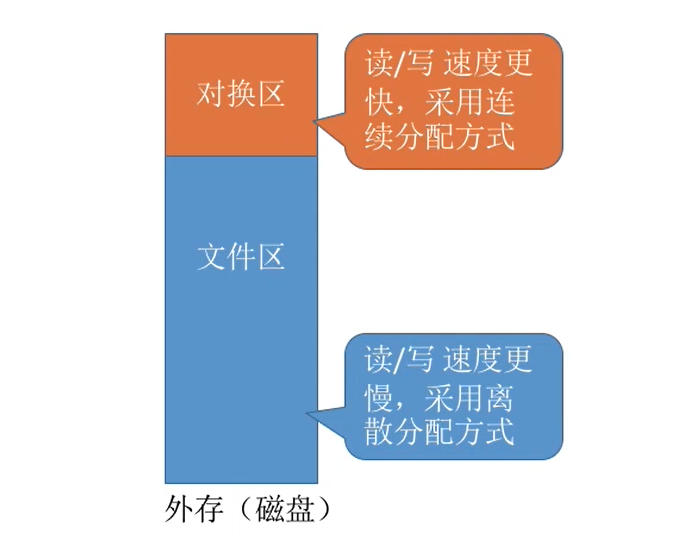 对换区
读/写 速度更
快，采用连
续分配方式
文件区
读/写 速度更
慢，采用离
散分配方式
外存（磁盘）